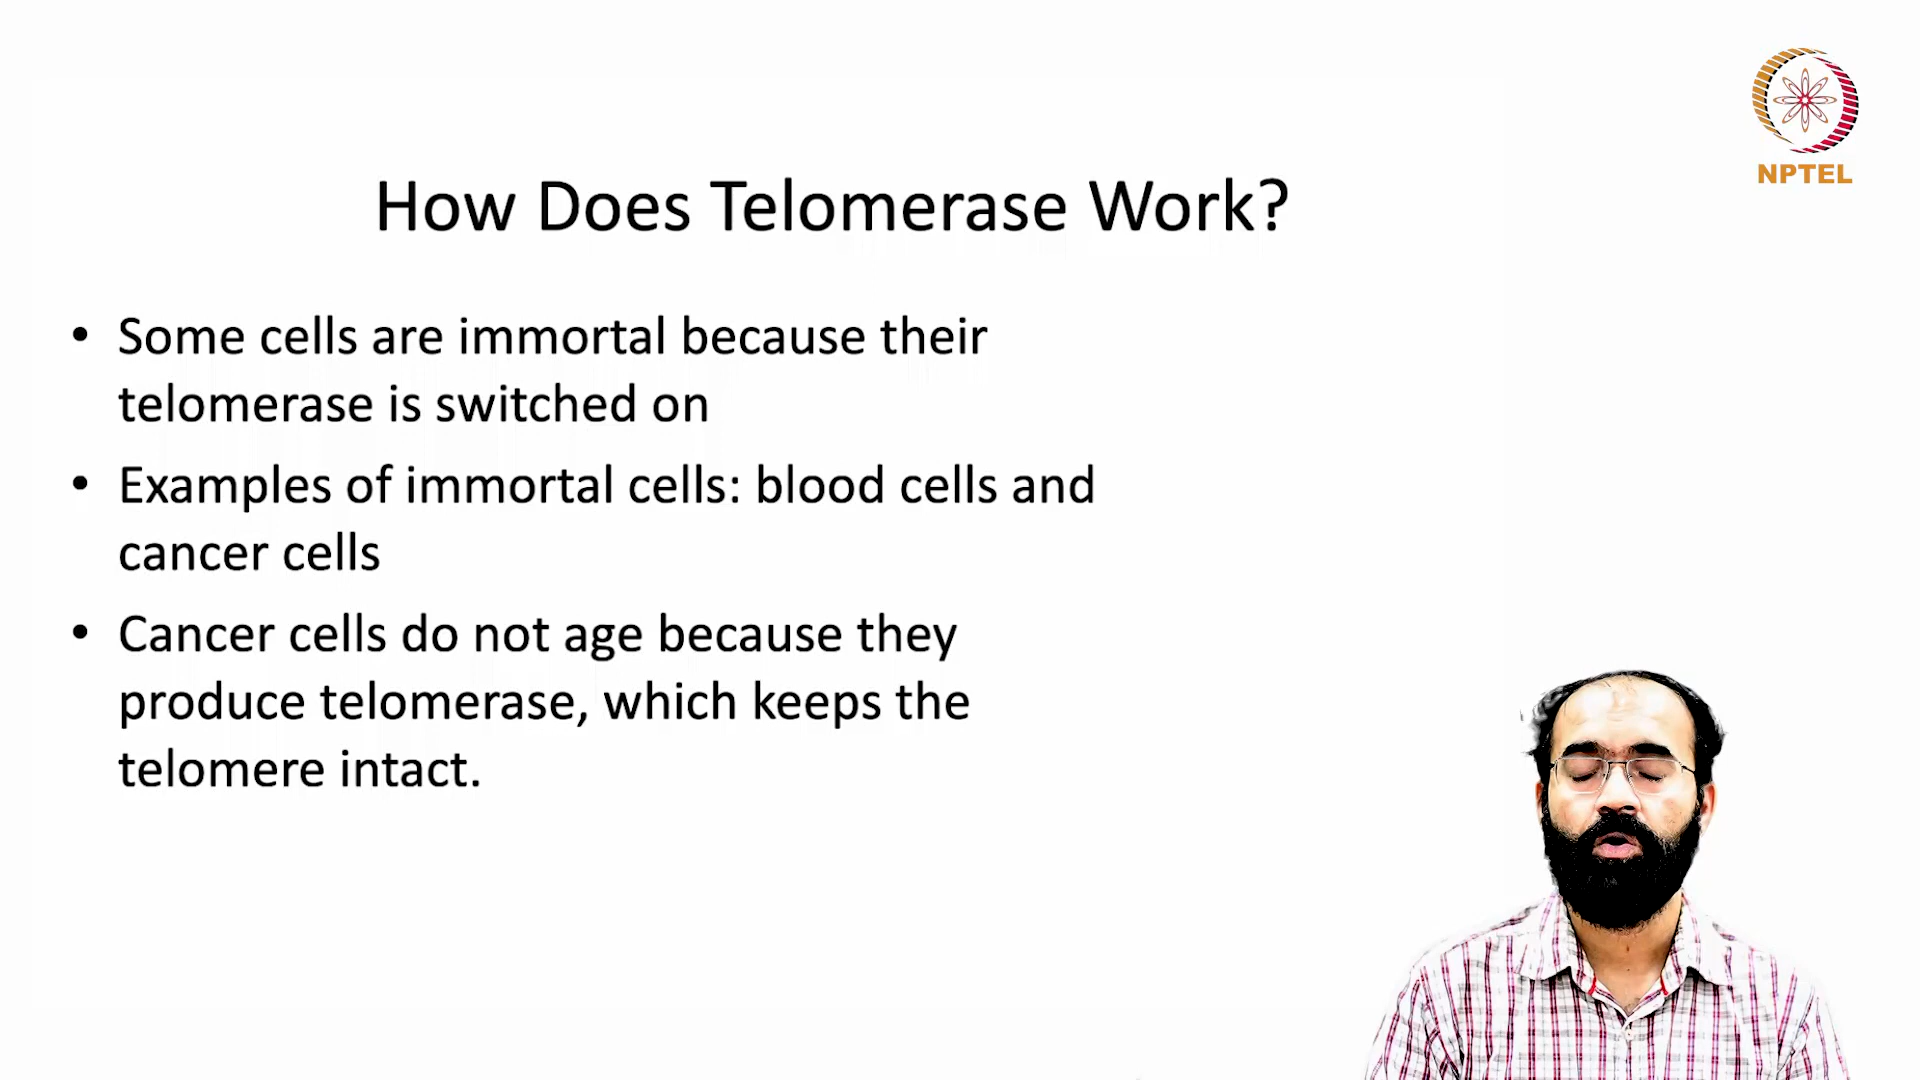 NPTEL
How Does Telomerase Work?
• Some cells are immortal because their
telomerase is switched on
• Examples of immortal cells: blood cells and
cancer cells
• Cancer cells do not age because they
produce telomerase, which keeps the
telomere intact.